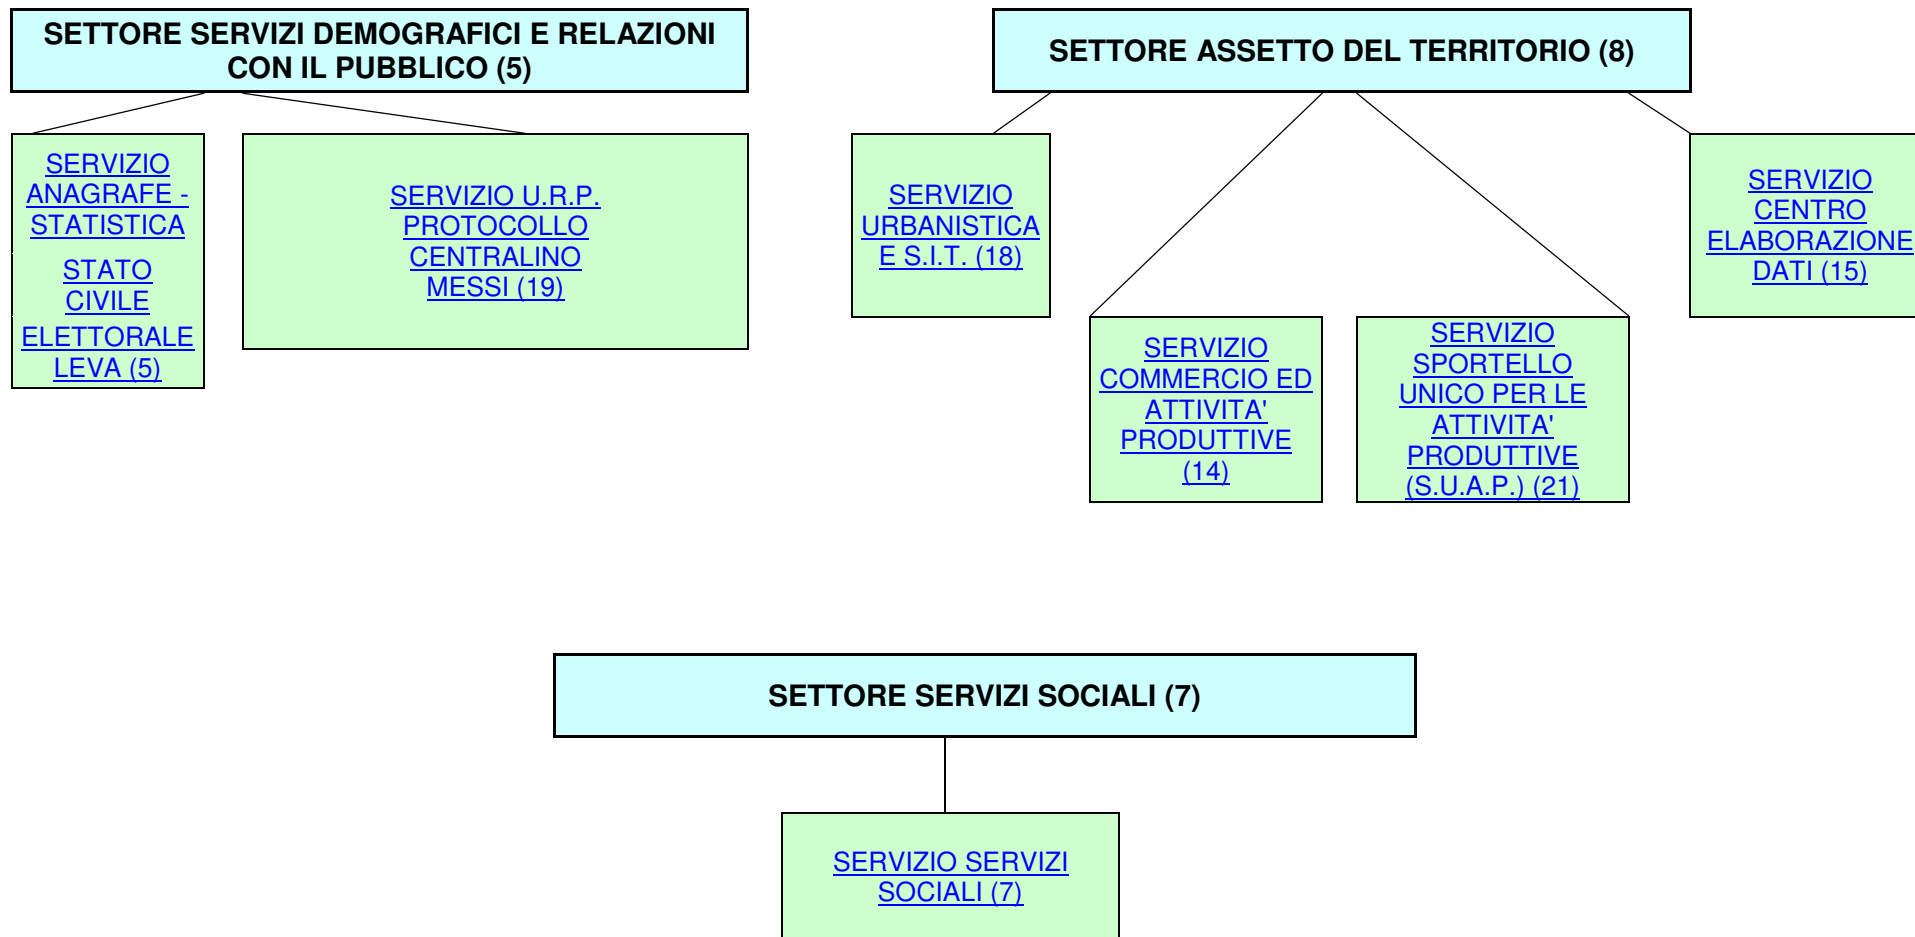 SETTORE SERVIZI DEMOGRAFICI E RELAZIONI
CON IL PUBBLICO (5)
SERVIZIO
ANAGRAFE -
STATISTICA
STATO
CIVILE
ELETTORALE
LEVA (5)
SERVIZIO U.R.P.
PROTOCOLLO
CENTRALINO
MESSI (19)
SETTORE ASSETTO DEL TERRITORIO (8)
SERVIZIO
URBANISTICA
E S.I.T. (18)
SERVIZIO
COMMERCIO ED
ATTIVITA'
PRODUTTIVE
(14)
SERVIZIO
SPORTELLO
UNICO PER LE
ATTIVITA'
PRODUTTIVE
(S.U.A.P.) (21)
SERVIZIO
CENTRO
ELABORAZIONE
DATI (15)
SETTORE SERVIZI SOCIALI (7)
SERVIZIO SERVIZI
SOCIALI (7)